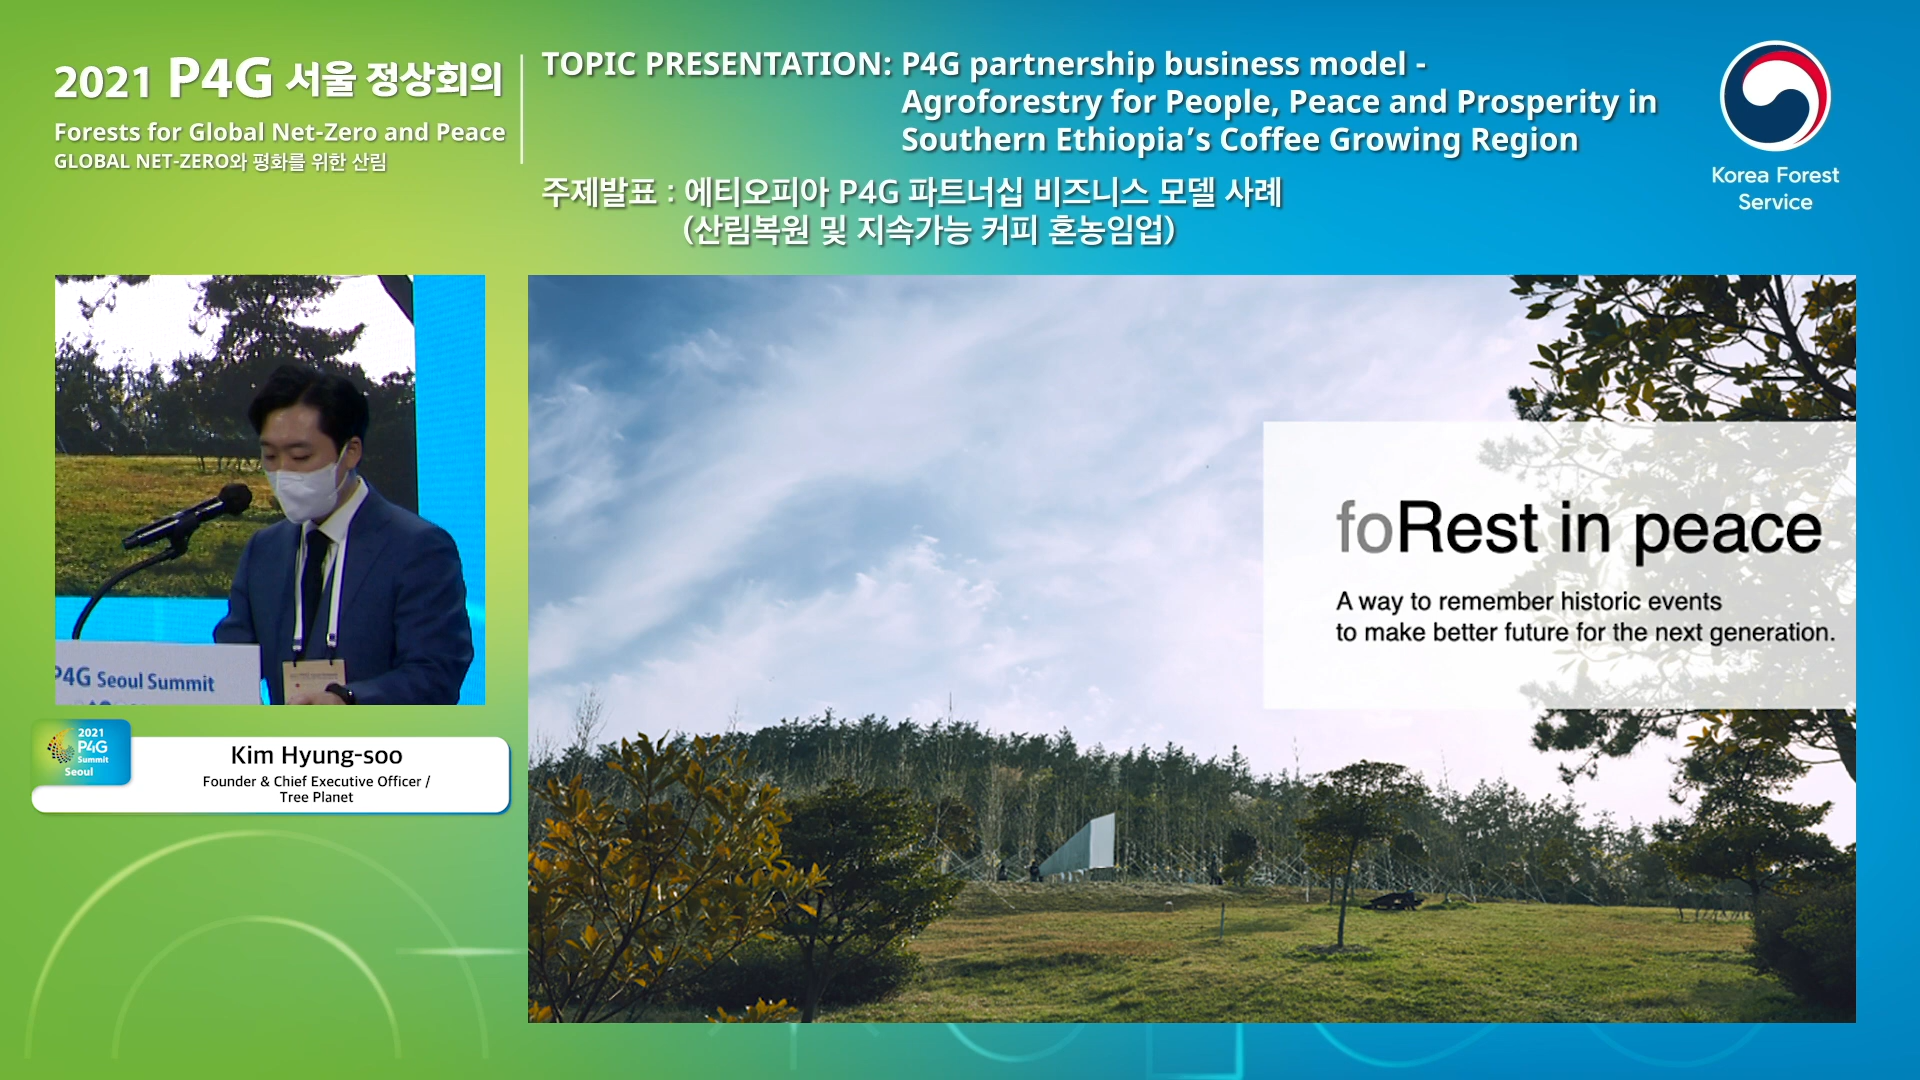 2021 P4G 서울 정상회의
Forests for Global Net-Zero and Peace
GLOBAL NET-ZERO와 평화를 위한 산림
TOPIC PRESENTATION: P4G partnership business model -
Agroforestry for People, Peace and Prosperity in
Southern Ethiopia’s Coffee Growing Region
주제발표 : 에티오피아 P4G 파트너십 비즈니스 모델 사례
(산림복원 및 지속가능 커피 혼농임업)
Korea Forest
Service
foRest in peace
A way to remember historic events
to make better future for the next generation.
P4G Seoul Summit
2021
P4G
Summit
Seoul
Kim Hyung-soo
Founder & Chief Executive Officer /
Tree Planet